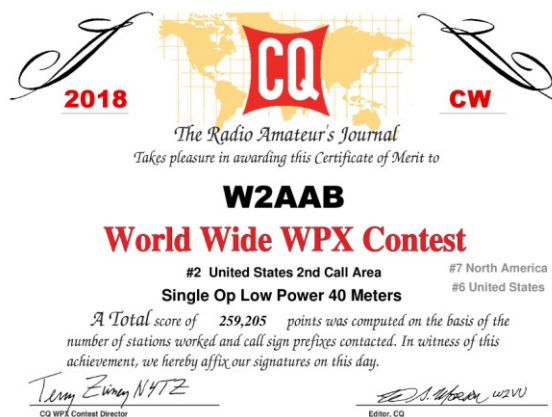 CQ
2018 CW
The Radio Amateur's Journal
Takes pleasure in awarding this Certificate of Merit to
W2AAB
World Wide WPX Contest
#2 United States 2nd Call Area
#7 North America
Single Op Low Power 40 Meters
#6 United States
A Total score of 259,205 points was computed on the basis of the
number of stations worked and call sign prefixes contacted. In witness of this
achievement, we hereby affix our signatures on this day.
Terry Zivney N4TZ
W2VU
CQ WPX Contest Director
Editor, CQ